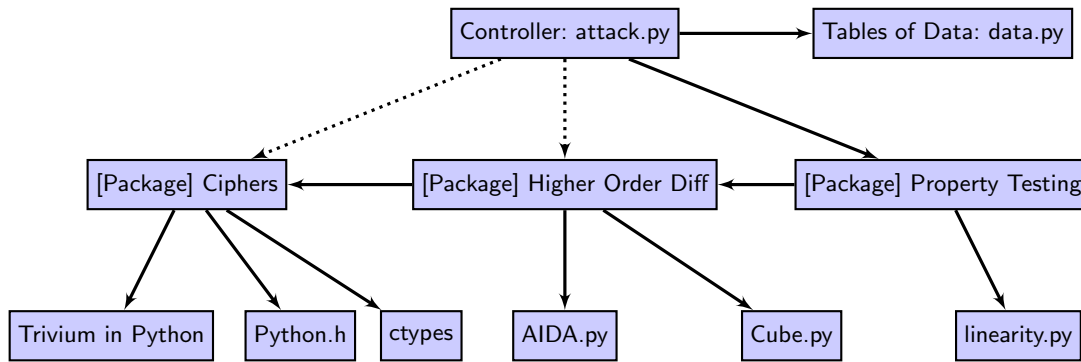 Controller: attack.py
Tables of Data: data.py
[Package] Ciphers
[Package] Higher Order Diff
[Package] Property Testing
Trivium in Python
Python.h
ctypes
AIDA.py
Cube.py
linearity.py